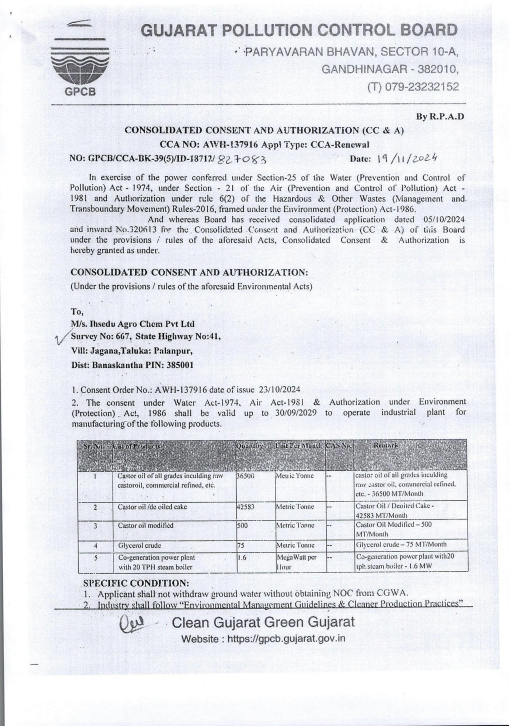 GUJARAT POLLUTION CONTROL BOARD
PARYAVARAN BHAVAN, SECTOR 10-A,
GANDHINAGAR - 382010,
(T) 079-23232152
GPCB
By R.P.A.D
CONSOLIDATED CONSENT AND AUTHORIZATION (CC & A)
CCA NO: AWH-137916 Appl Type: CCA-Renewal
NO: GPCB/CCA-BK-39(5)/ID-18712/ 827083 Date: 19/11/2024
In exercise of the power conferred under Section-25 of the Water (Prevention and Control of
Pollution) Act - 1974, under Section - 21 of the Air (Prevention and Control of Pollution) Act -
1981 and Authorization under rule 6(2) of the Hazardous & Other Wastes (Management and
Transboundary Movement) Rules-2016, framed under the Environment (Protection) Act-1986.
And whereas Board has received consolidated application dated 05/10/2024
and inward No.320613 for the Consolidated Consent and Authorization (CC & A) of this Board
under the provisions / rules of the aforesaid Acts, Consolidated Consent & Authorization is
hereby granted as under.
CONSOLIDATED CONSENT AND AUTHORIZATION:
(Under the provisions / rules of the aforesaid Environmental Acts)
To,
M/s. Ihsedu Agro Chem Pvt Ltd
Survey No: 667, State Highway No:41,
Vill: Jagana,Taluka: Palanpur,
Dist: Banaskantha PIN: 385001
1. Consent Order No.: AWH-137916 date of issue 23/10/2024
2. The consent under Water Act-1974, Air Act-1981 & Authorization under Environment
(Protection) Act, 1986 shall be valid up to 30/09/2029 to operate industrial plant for
manufacturing of the following products.
Quantity Unit Per Month CAS No Remark
1 Castor oil of all grades inculding raw castoroil, commercial refined, etc. 36500 Metric Tonne -- castor oil of all grades inculding raw castor oil, commercial refined, etc. - 36500 MT/Month
2 Castor oil /de oiled cake 42583 Metric Tonne -- Castor Oil / Deoiled Cake - 42583 MT/Month
3 Castor oil modified 500 Metric Tonne -- Castor Oil Modified – 500 MT/Month
4 Glycerol crude 75 Metric Tonne -- Glycerol crude – 75 MT/Month
5 Co-generation power plant with 20 TPH steam boiler 1.6 MegaWatt per Hour -- Co-generation power plant with20 tph steam boiler - 1.6 MW
SPECIFIC CONDITION:
1. Applicant shall not withdraw ground water without obtaining NOC from CGWA.
2. Industry shall follow "Environmental Management Guidelines & Cleaner Production Practices"
Clean Gujarat Green Gujarat
Website : https://gpcb.gujarat.gov.in